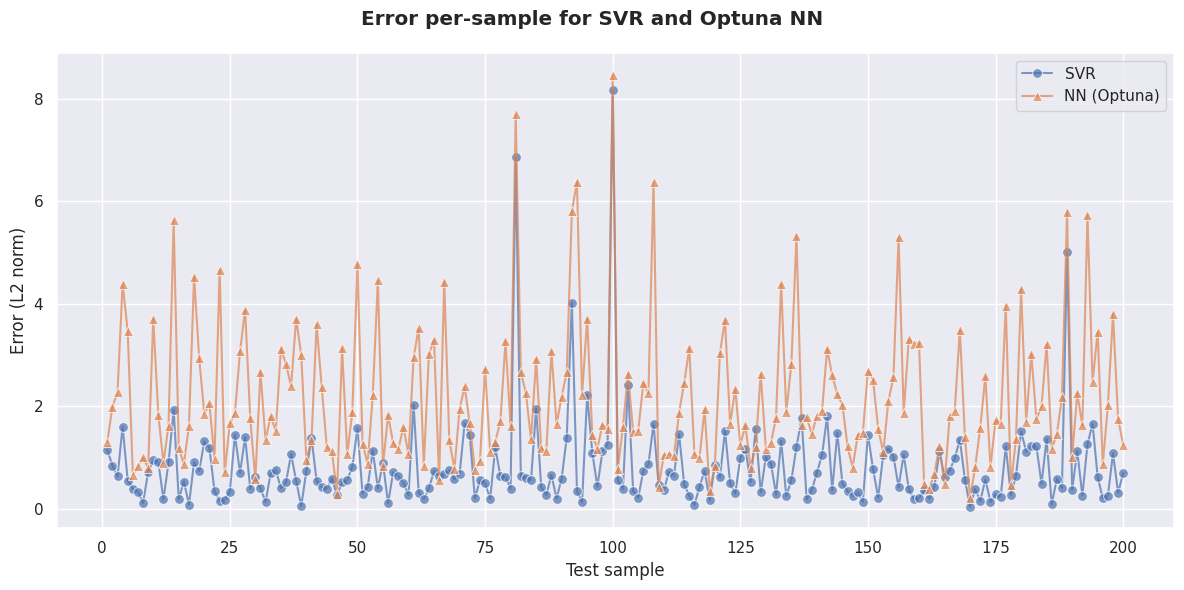 Error per-sample for SVR and Optuna NN
SVR
NN (Optuna)
Error (L2 norm)
8
6
4
2
0
0 25 50 75 100 125 150 175 200
Test sample